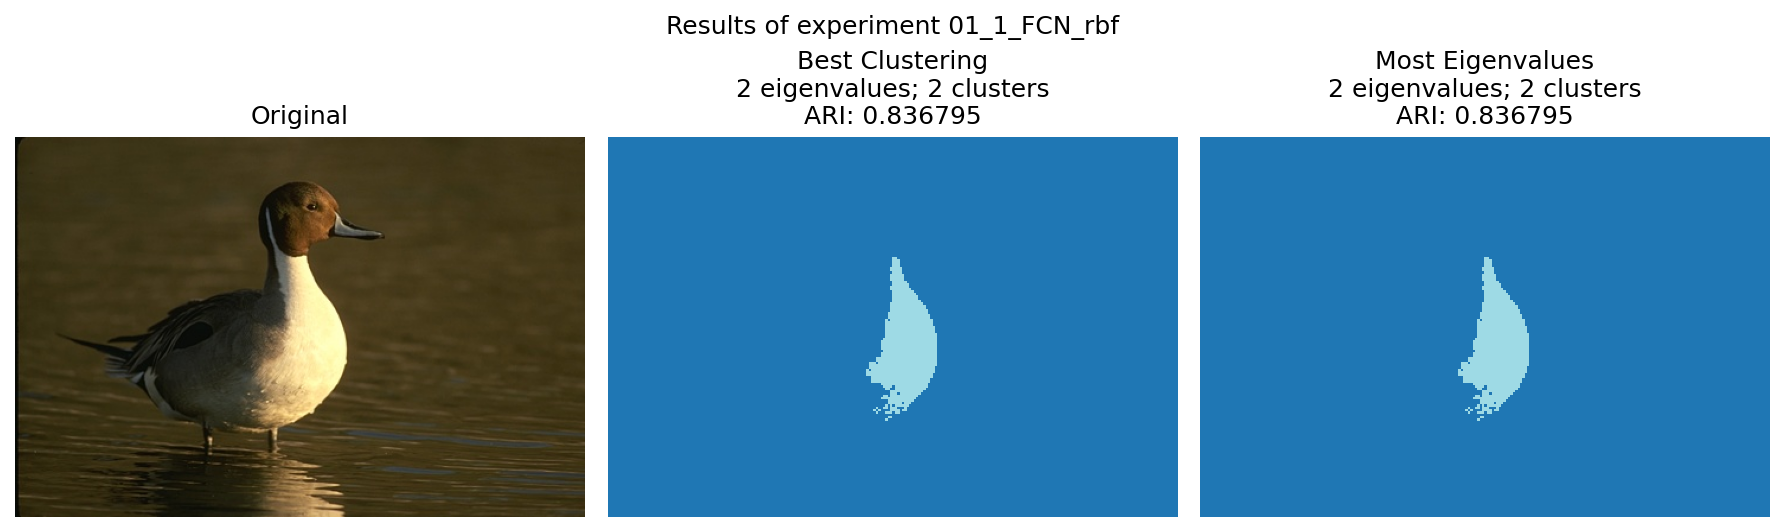 Results of experiment 01_1_FCN_rbf
Original
Best Clustering
2 eigenvalues; 2 clusters
ARI: 0.836795
Most Eigenvalues
2 eigenvalues; 2 clusters
ARI: 0.836795